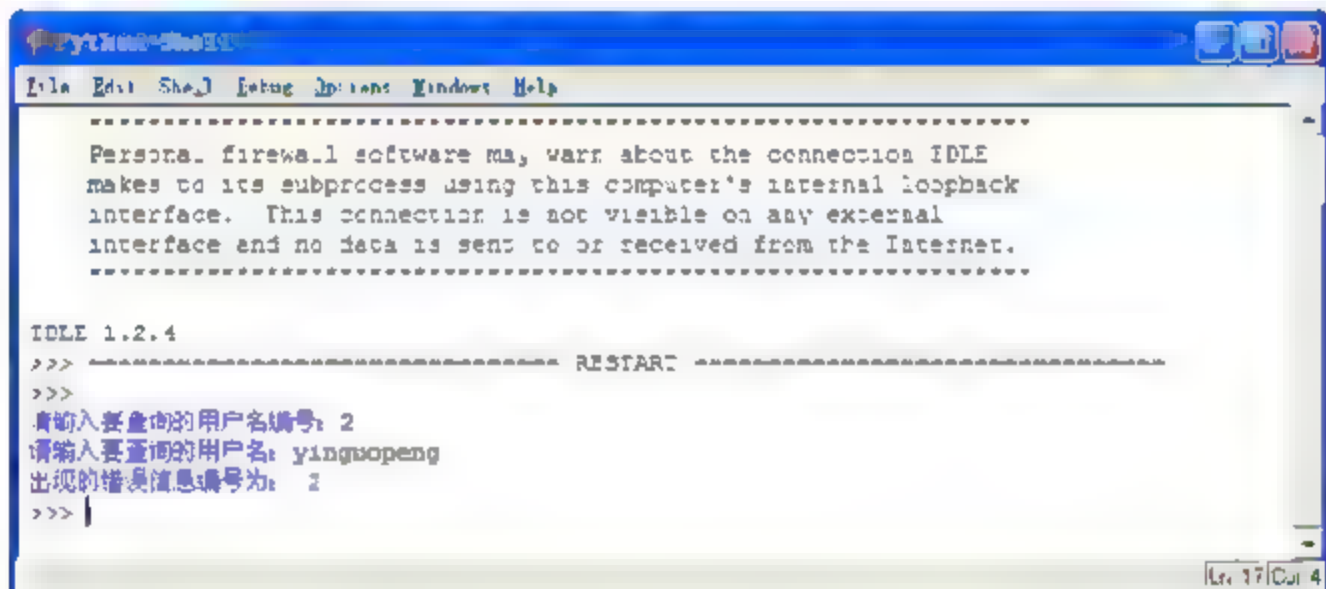 Python Shell
File Edit Shell Debug Options Windows Help
****************************************************************
Personal firewall software may warn about the connection IDLE
makes to its subprocess using this computer's internal loopback
interface. This connection is not visible on any external
interface and no data is sent to or received from the Internet.
****************************************************************
IDLE 1.2.4
>>> ================================ RESTART ================================
>>>
请输入要查询的用户名编号: 2
请输入要查询的用户名: yinguopeng
出现的错误信息编号为: 2
>>>
Ln: 17 Col: 4